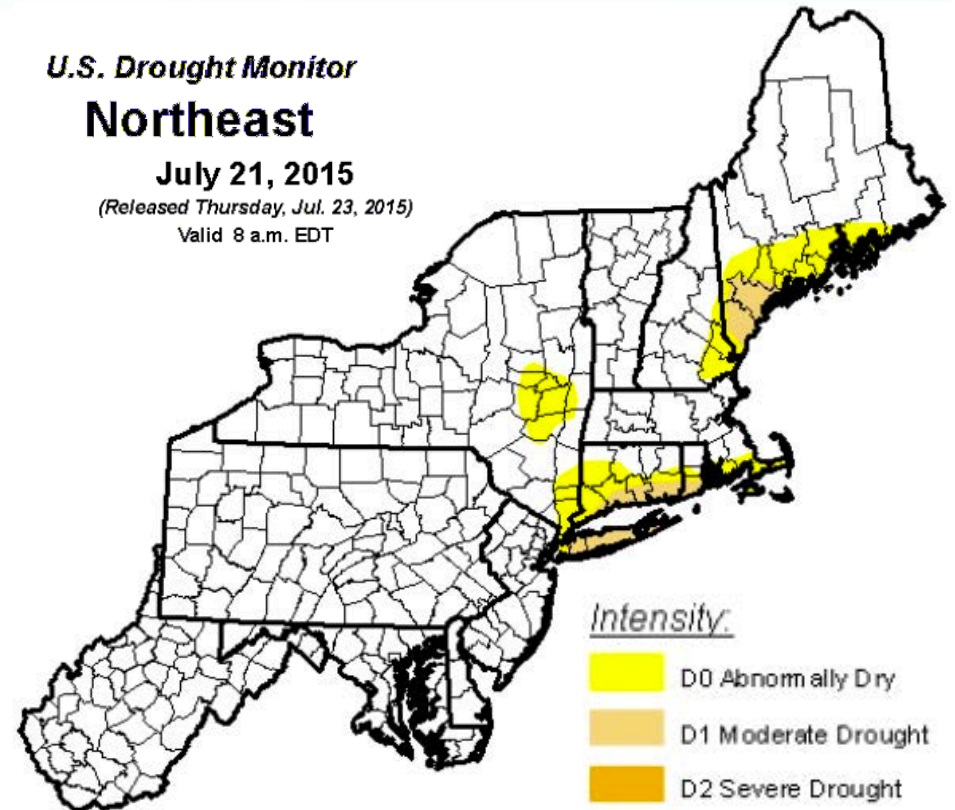 U.S. Drought Monitor
Northeast
July 21, 2015
(Released Thursday, Jul. 23, 2015)
Valid 8 a.m. EDT
Intensity:
D0 Abnormally Dry
D1 Moderate Drought
D2 Severe Drought